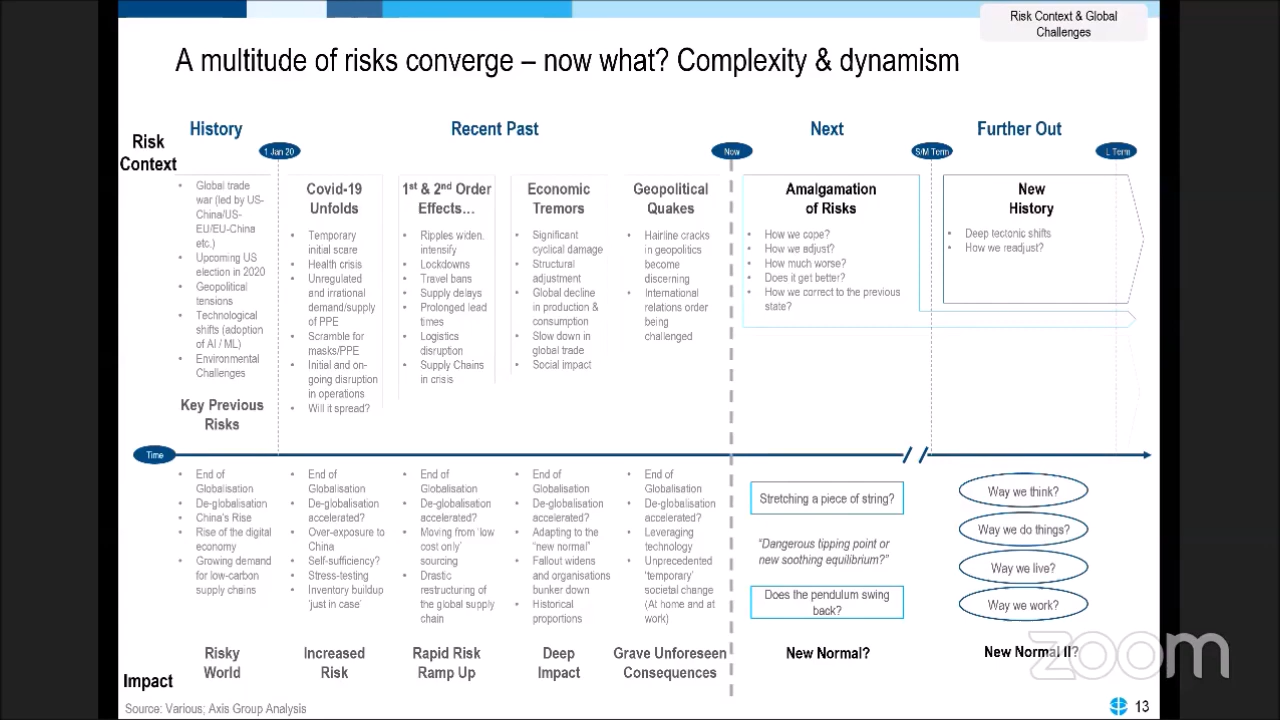 Risk Context & Global
Challenges
A multitude of risks converge – now what? Complexity & dynamism
History
Recent Past
Next
Further Out
Risk
Context
1 Jan 20
Now
S/M Term
L Term
• Global trade
war (led by US-
China/US-
EU/EU-China
etc.)
• Upcoming US
election in 2020
• Geopolitical
tensions
• Technological
shifts (adoption
of AI / ML)
• Environmental
Challenges
Key Previous
Risks
Covid-19
Unfolds
• Temporary
initial scare
• Health crisis
• Unregulated
and irrational
demand/supply
of PPE
• Scramble for
masks/PPE
• Initial and on-
going disruption
in operations
• Will it spread?
1st & 2nd Order
Effects…
• Ripples widen,
intensify
• Lockdowns
• Travel bans
• Supply delays
• Prolonged lead
times
• Logistics
disruption
• Supply Chains
in crisis
Economic
Tremors
• Significant
cyclical damage
• Structural
adjustment
• Global decline
in production &
consumption
• Slow down in
global trade
• Social impact
Geopolitical
Quakes
• Hairline cracks
in geopolitics
become
discerning
• International
relations order
being
challenged
Amalgamation
of Risks
• How we cope?
• How we adjust?
• How much worse?
• Does it get better?
• How we correct to the previous
state?
New
History
• Deep tectonic shifts
• How we readjust?
Time
• End of
Globalisation
• De-globalisation
• China's Rise
• Rise of the digital
economy
• Growing demand
for low-carbon
supply chains
• End of
Globalisation
• De-globalisation
accelerated?
• Over-exposure to
China
• Self-sufficiency?
• Stress-testing
• Inventory buildup
'just in case'
• End of
Globalisation
• De-globalisation
accelerated?
• Moving from 'low
cost only'
sourcing
• Drastic
restructuring of
the global supply
chain
• End of
Globalisation
• De-globalisation
accelerated?
• Adapting to the
"new normal"
• Fallout widens
and organisations
bunker down
• Historical
proportions
• End of
Globalisation
• De-globalisation
accelerated?
• Leveraging
technology
• Unprecedented
'temporary'
societal change
(At home and at
work)
Stretching a piece of string?
"Dangerous tipping point or
new soothing equilibrium?"
Does the pendulum swing
back?
Way we think?
Way we do things?
Way we live?
Way we work?
Impact
Risky
World
Increased
Risk
Rapid Risk
Ramp Up
Deep
Impact
Grave Unforeseen
Consequences
New Normal?
New Normal II?
zoom
Source: Various; Axis Group Analysis
13